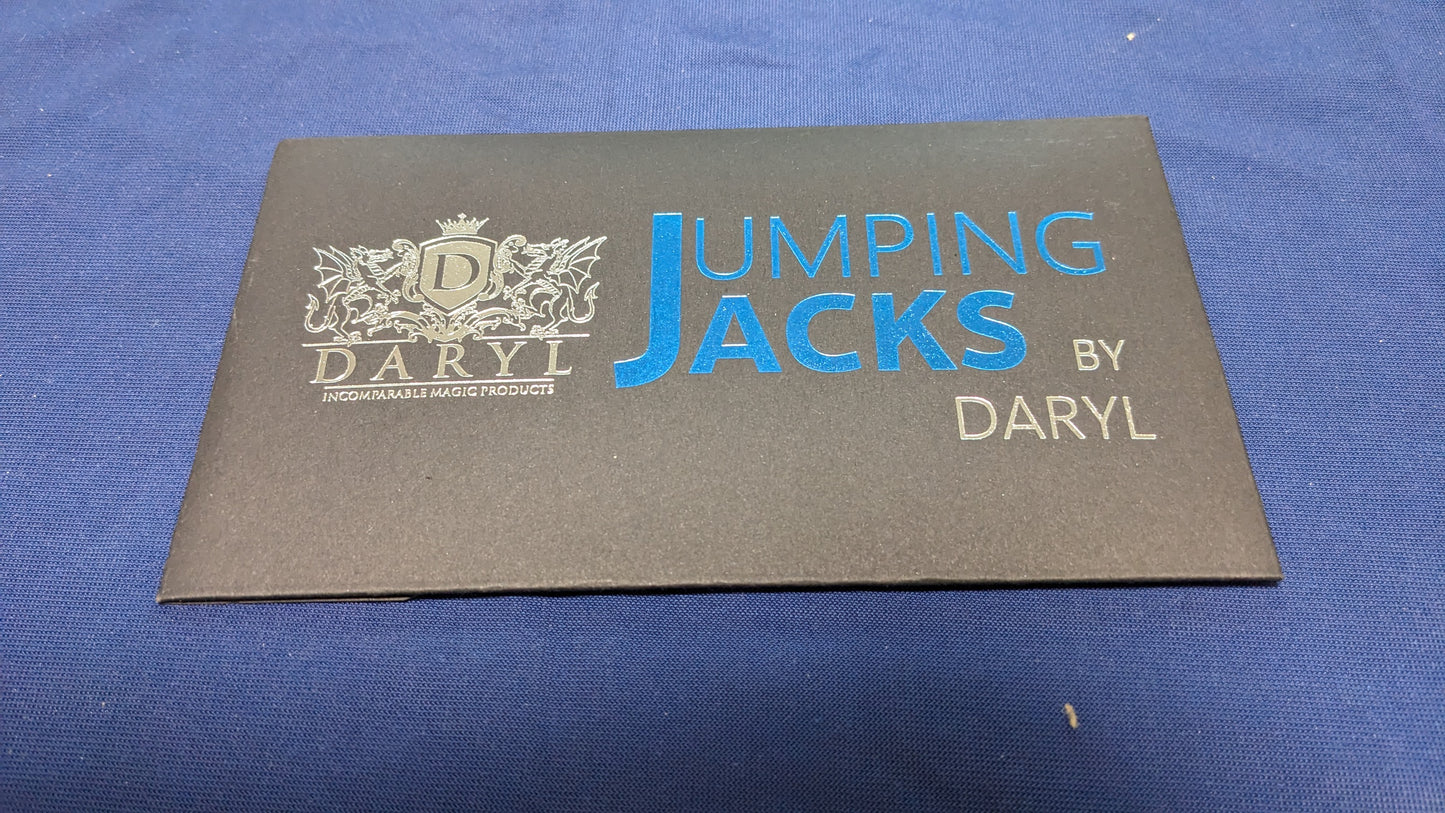 D
DARYL
INCOMPARABLE MAGIC PRODUCTS
JUMPING
JACKS
BY
DARYL